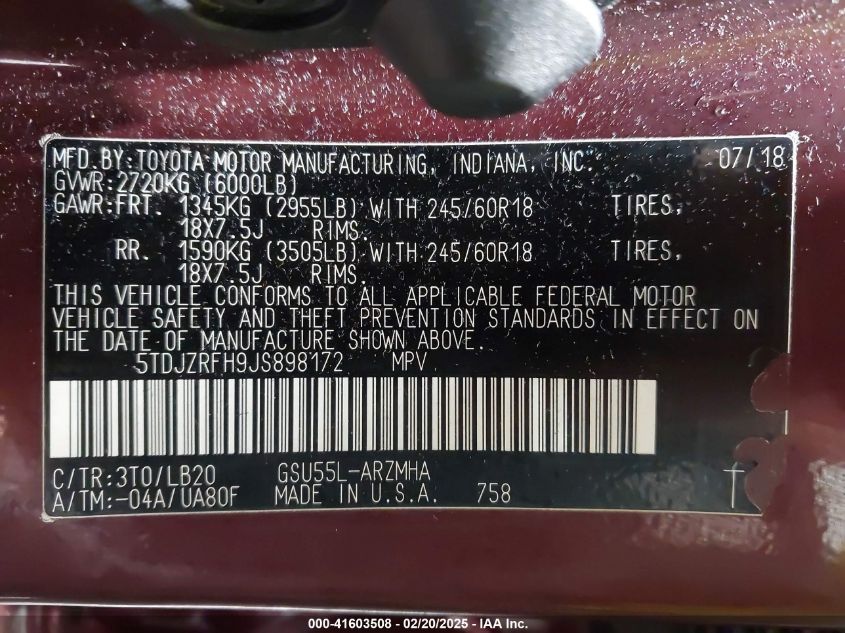 MFD.BY:TOYOTA MOTOR MANUFACTURING, INDIANA, INC. 07/18
GVWR:2720KG (6000LB)
GAWR:FRT. 1345KG (2955LB) WITH 245/60R18 TIRES,
18X7.5J RIMS.
RR. 1590KG (3505LB) WITH 245/60R18 TIRES,
18X7.5J RIMS.
THIS VEHICLE CONFORMS TO ALL APPLICABLE FEDERAL MOTOR
VEHICLE SAFETY AND THEFT PREVENTION STANDARDS IN EFFECT ON
THE DATE OF MANUFACTURE SHOWN ABOVE.
5TDJZRFH9JS898172 MPV
C/TR:3T0/LB20 GSU55L-ARZMHA
A/TM:-04A/UA80F MADE IN U.S.A. 758 T
000-41603508 - 02/20/2025 - IAA Inc.